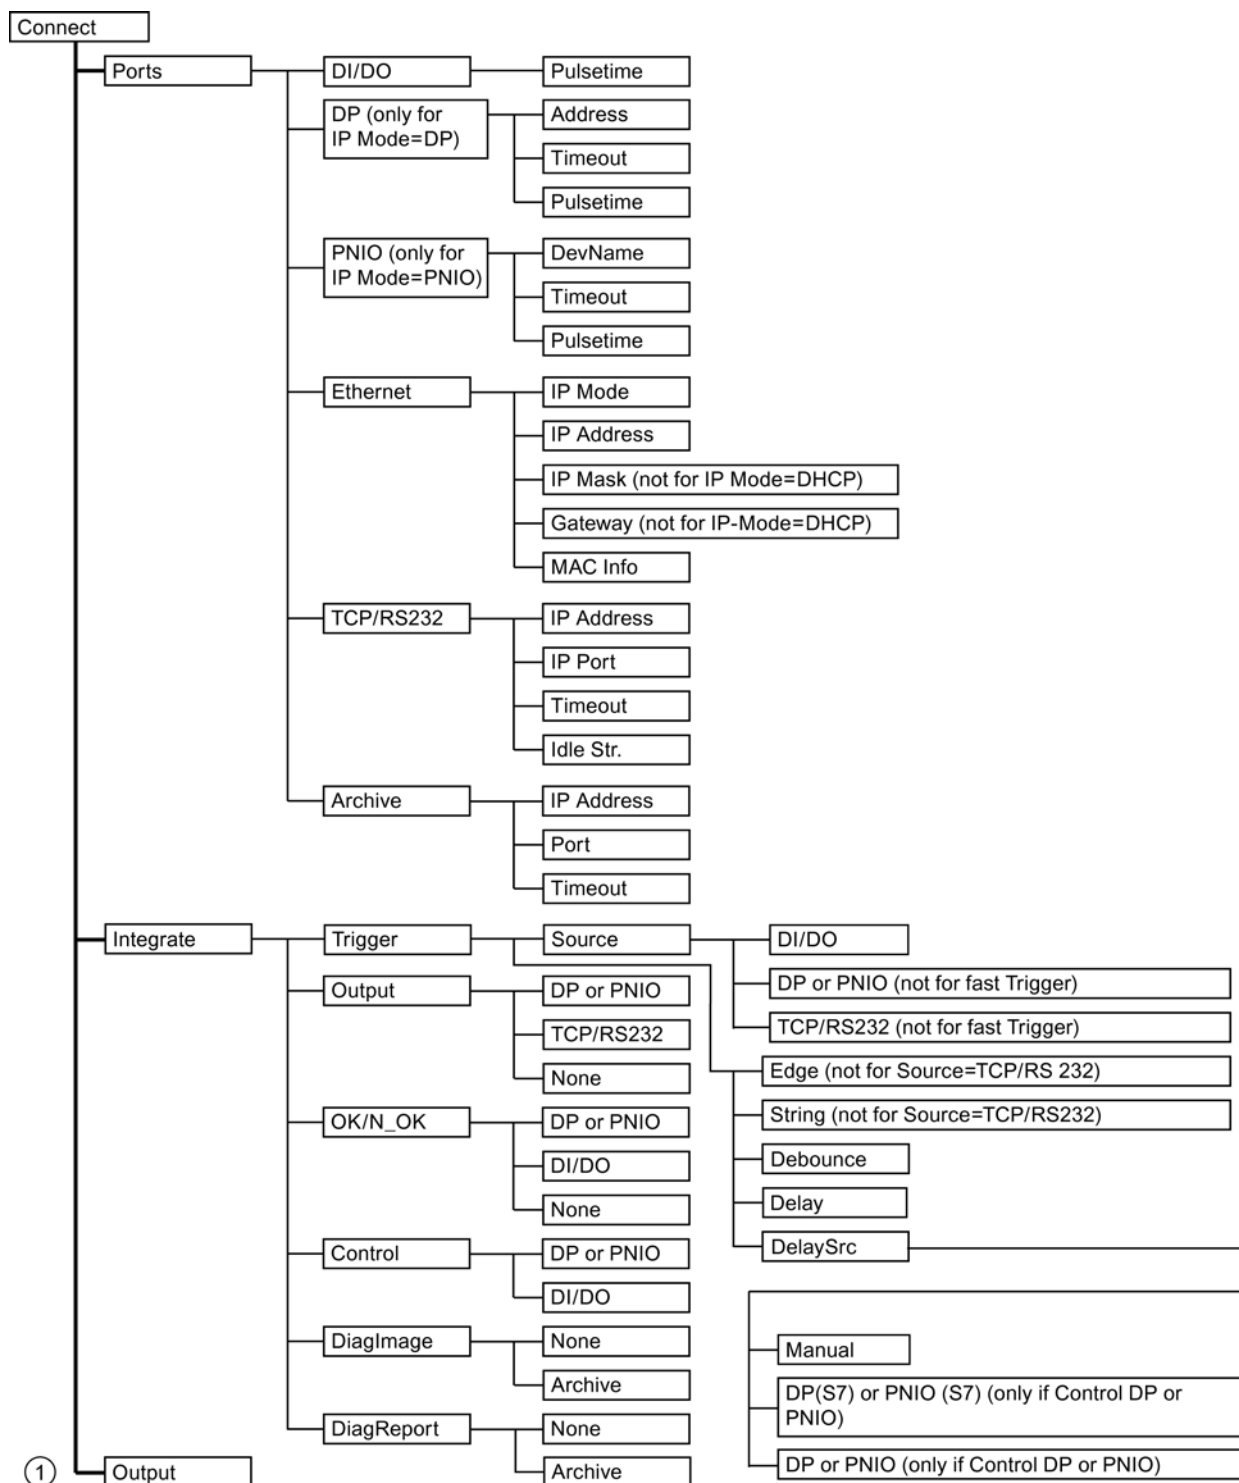 Connect
Ports
DI/DO
Pulsetime
DP (only for
IP Mode=DP)
Address
Timeout
Pulsetime
PNIO (only for
IP Mode=PNIO)
DevName
Timeout
Pulsetime
Ethernet
IP Mode
IP Address
IP Mask (not for IP Mode=DHCP)
Gateway (not for IP-Mode=DHCP)
MAC Info
TCP/RS232
IP Address
IP Port
Timeout
Idle Str.
Archive
IP Address
Port
Timeout
Integrate
Trigger
Source
DI/DO
DP or PNIO (not for fast Trigger)
TCP/RS232 (not for fast Trigger)
Edge (not for Source=TCP/RS 232)
String (not for Source=TCP/RS232)
Debounce
Delay
DelaySrc
Manual
DP(S7) or PNIO (S7) (only if Control DP or
PNIO)
DP or PNIO (only if Control DP or PNIO)
Output
DP or PNIO
TCP/RS232
None
OK/N_OK
DP or PNIO
DI/DO
None
Control
DP or PNIO
DI/DO
DiagImage
None
Archive
DiagReport
None
Archive
1
Output